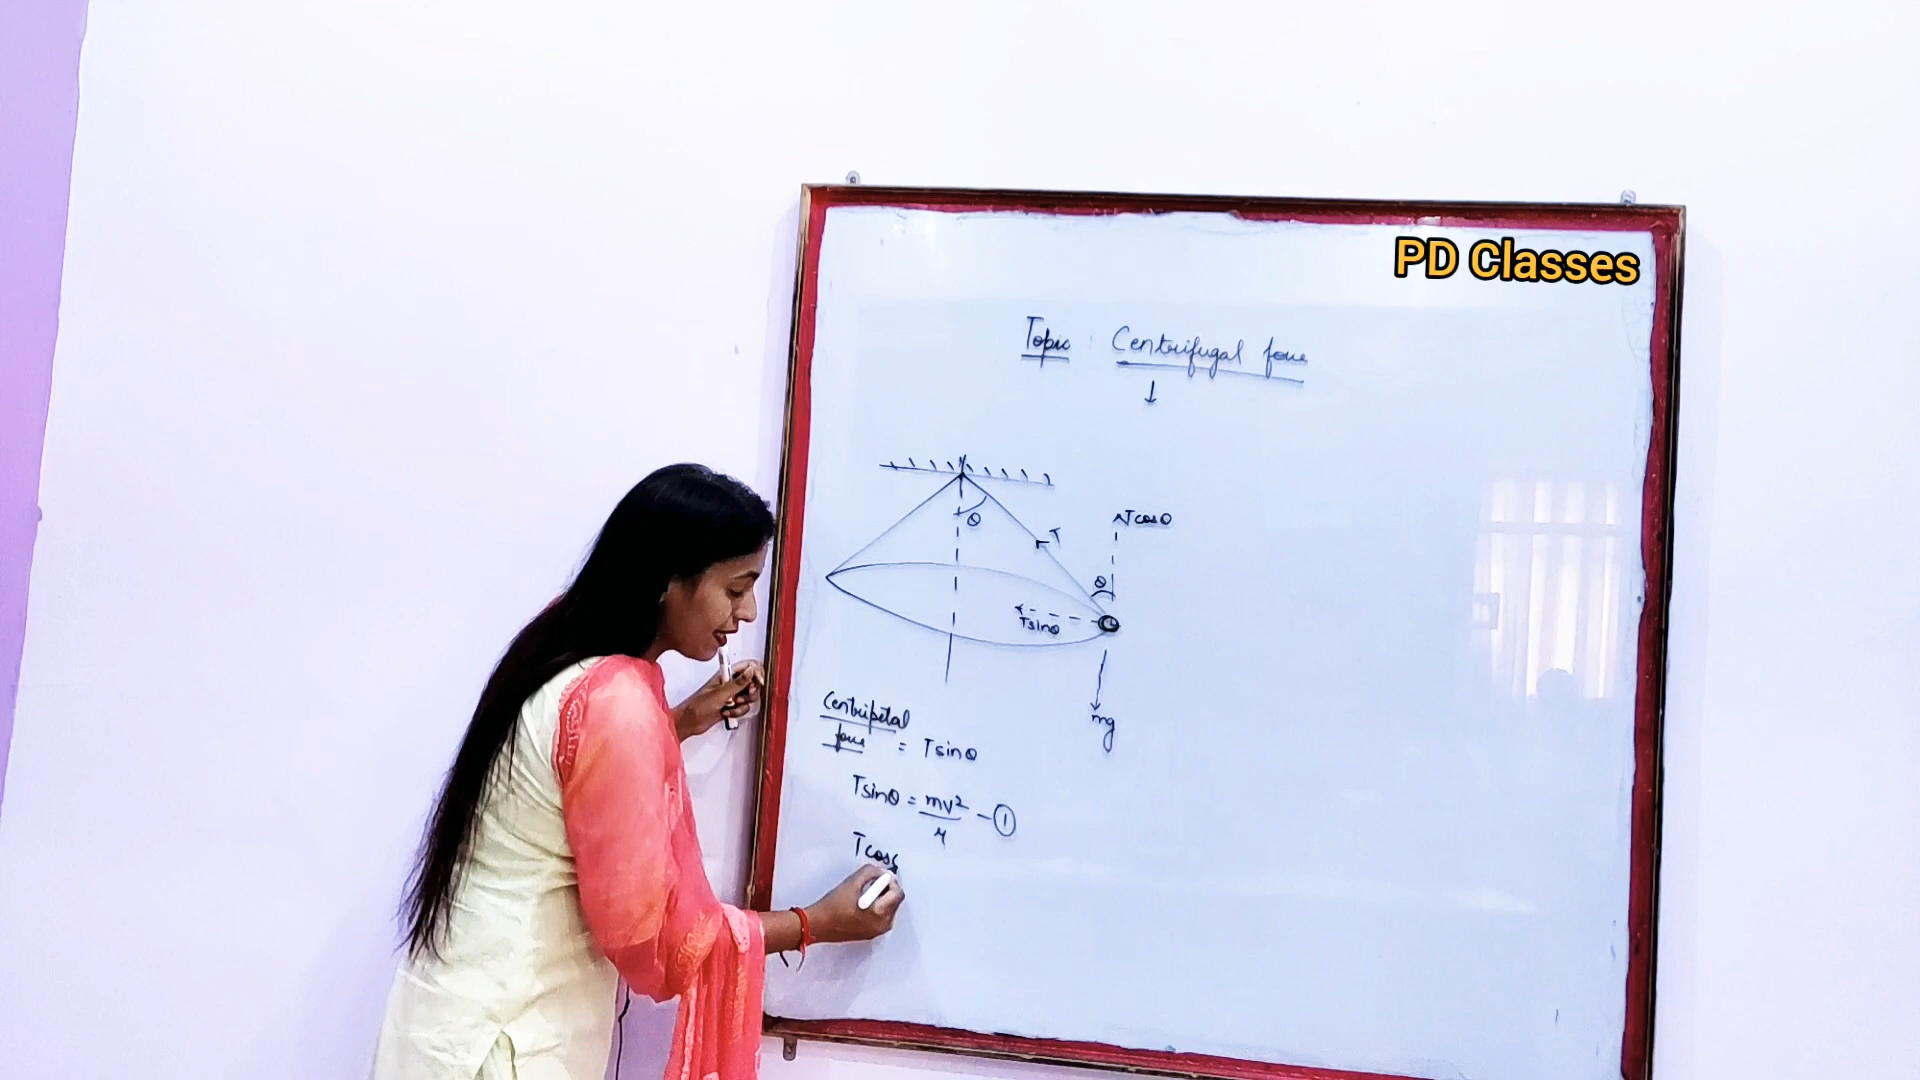 PD Classes
Topic : Centrifugal force
↓
θ
T
Tcosθ
θ
Tsinθ
mg
Centripetal
force = Tsinθ
Tsinθ = mv²/r - ①
Tcos